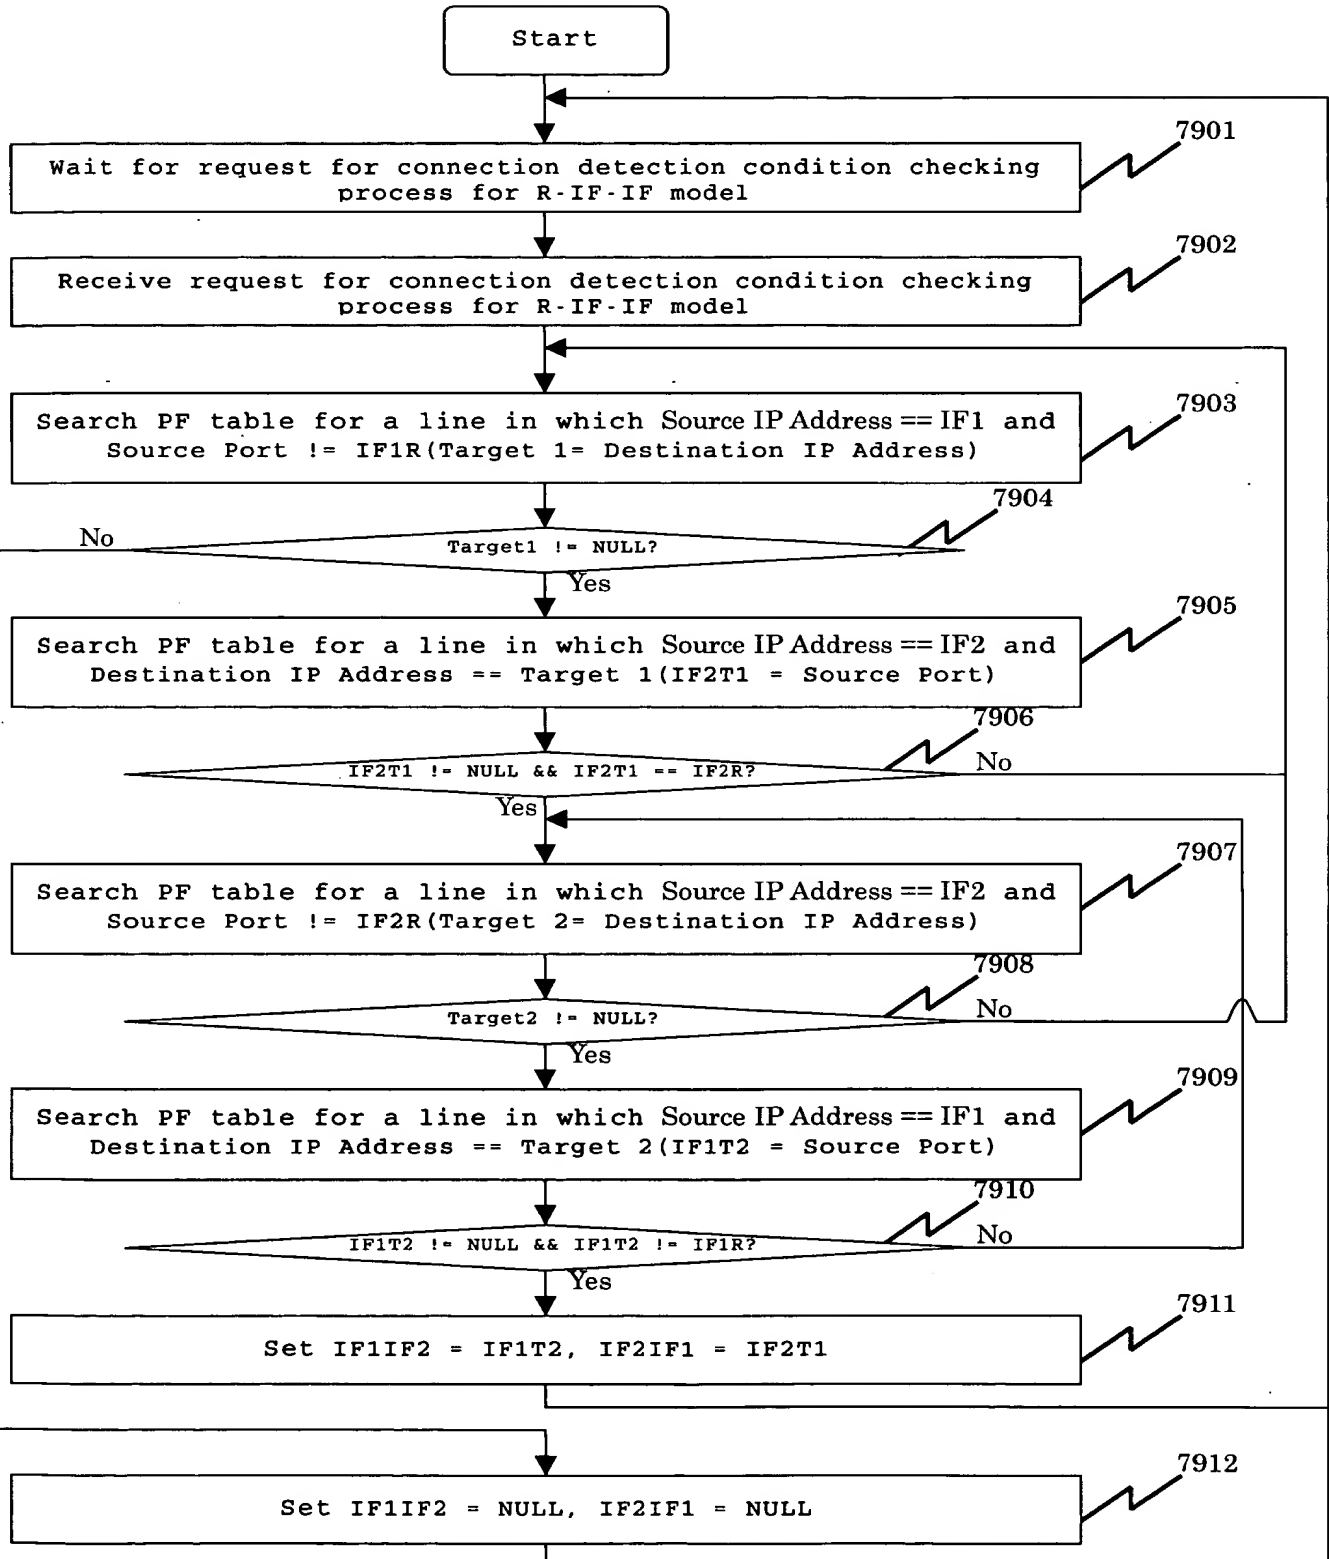 Start
7901
Wait for request for connection detection condition checking
process for R-IF-IF model
7902
Receive request for connection detection condition checking
process for R-IF-IF model
7903
Search PF table for a line in which Source IP Address == IF1 and
Source Port != IF1R(Target 1= Destination IP Address)
7904
No
Target1 != NULL?
Yes
7905
Search PF table for a line in which Source IP Address == IF2 and
Destination IP Address == Target 1(IF2T1 = Source Port)
7906
IF2T1 != NULL && IF2T1 == IF2R?
No
Yes
7907
Search PF table for a line in which Source IP Address == IF2 and
Source Port != IF2R(Target 2= Destination IP Address)
7908
Target2 != NULL?
No
Yes
7909
Search PF table for a line in which Source IP Address == IF1 and
Destination IP Address == Target 2(IF1T2 = Source Port)
7910
IF1T2 != NULL && IF1T2 != IF1R?
No
Yes
7911
Set IF1IF2 = IF1T2, IF2IF1 = IF2T1
7912
Set IF1IF2 = NULL, IF2IF1 = NULL